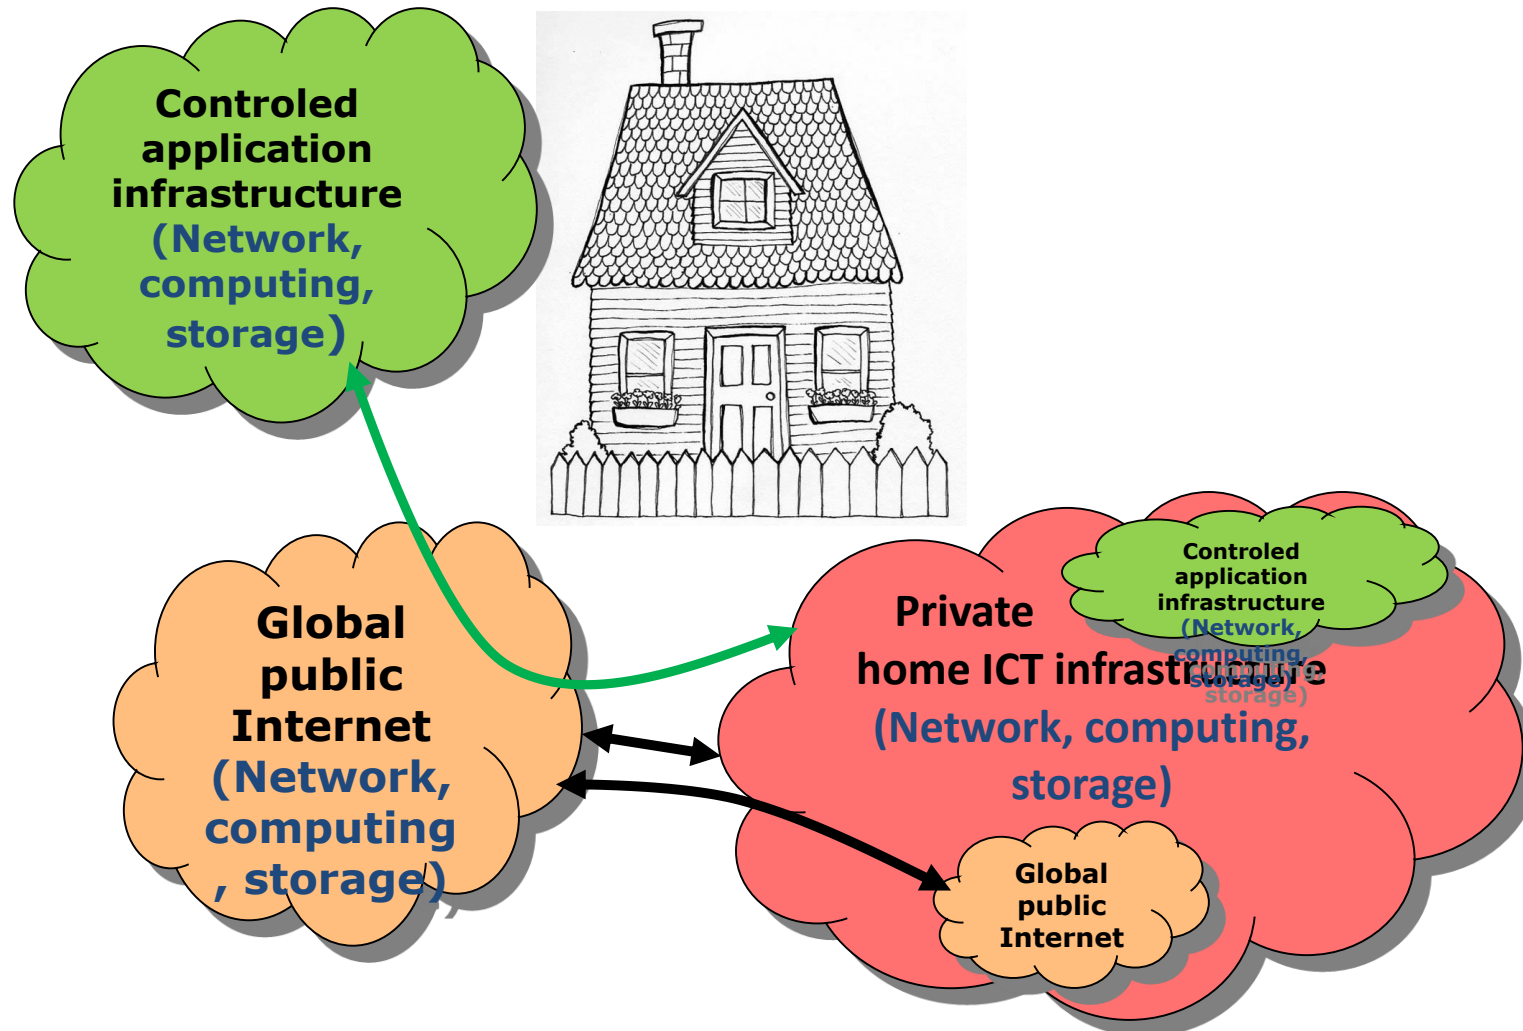 Controled
application
infrastructure
(Network,
computing,
storage)
Global
public
Internet
(Network,
computing
, storage)
Private
home ICT infrastructure
(Network, computing,
storage)
Controled
application
infrastructure
(Network,
computing,
storage)
Global
public
Internet